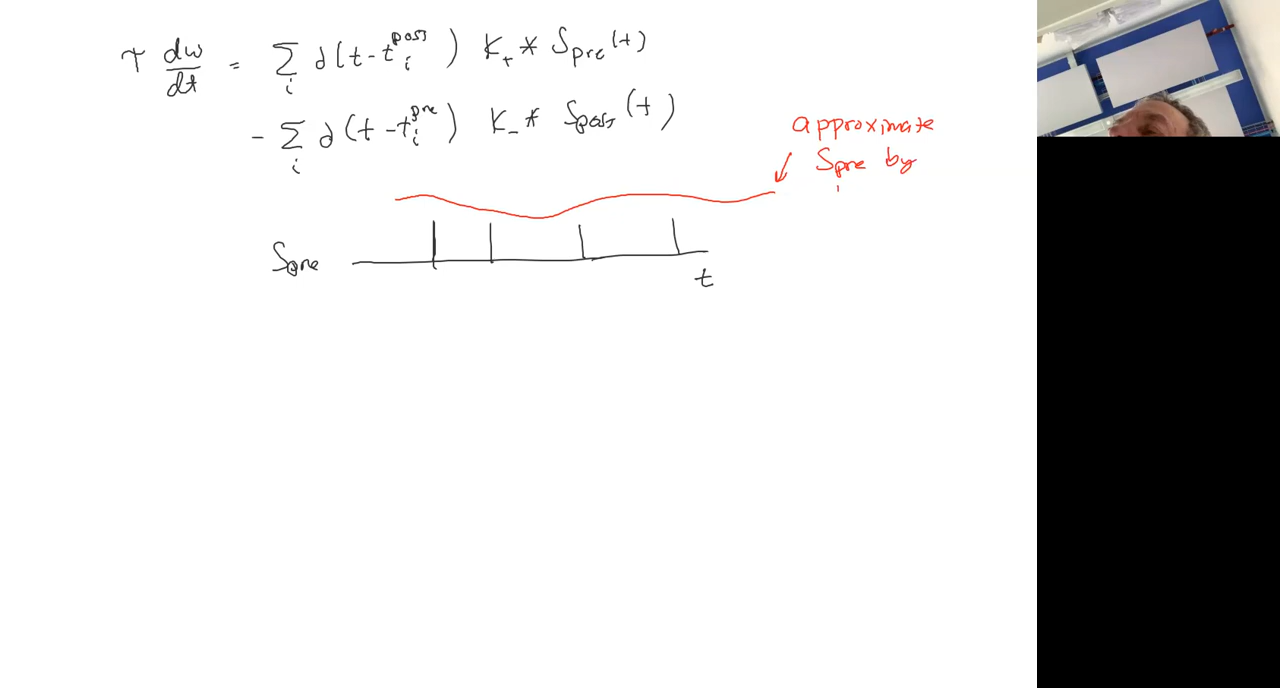 τ dw/dt = Σ_i δ(t - t_i^post) K_+ * S_pre(t)
- Σ_i δ(t - t_i^pre) K_- * S_post(t)
approximate
S_pre by
S_pre
t